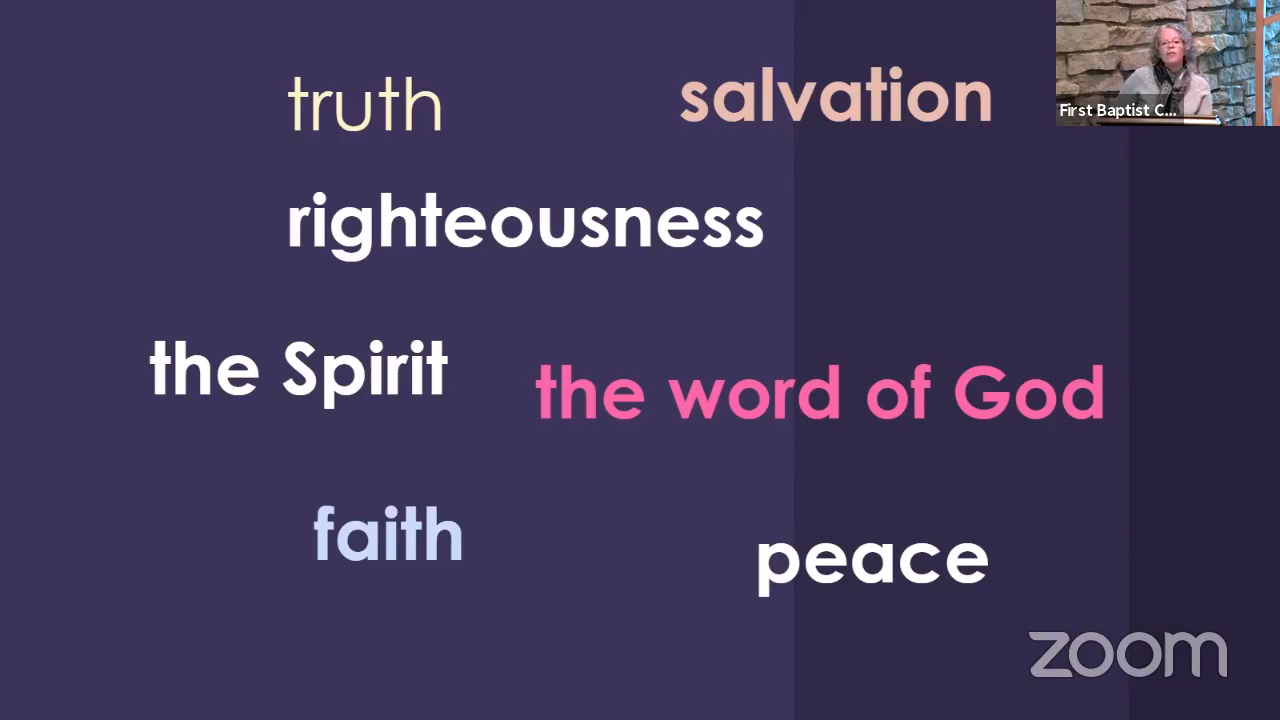 truth
salvation
First Baptist C...
righteousness
the Spirit
the word of God
faith
peace
zoom